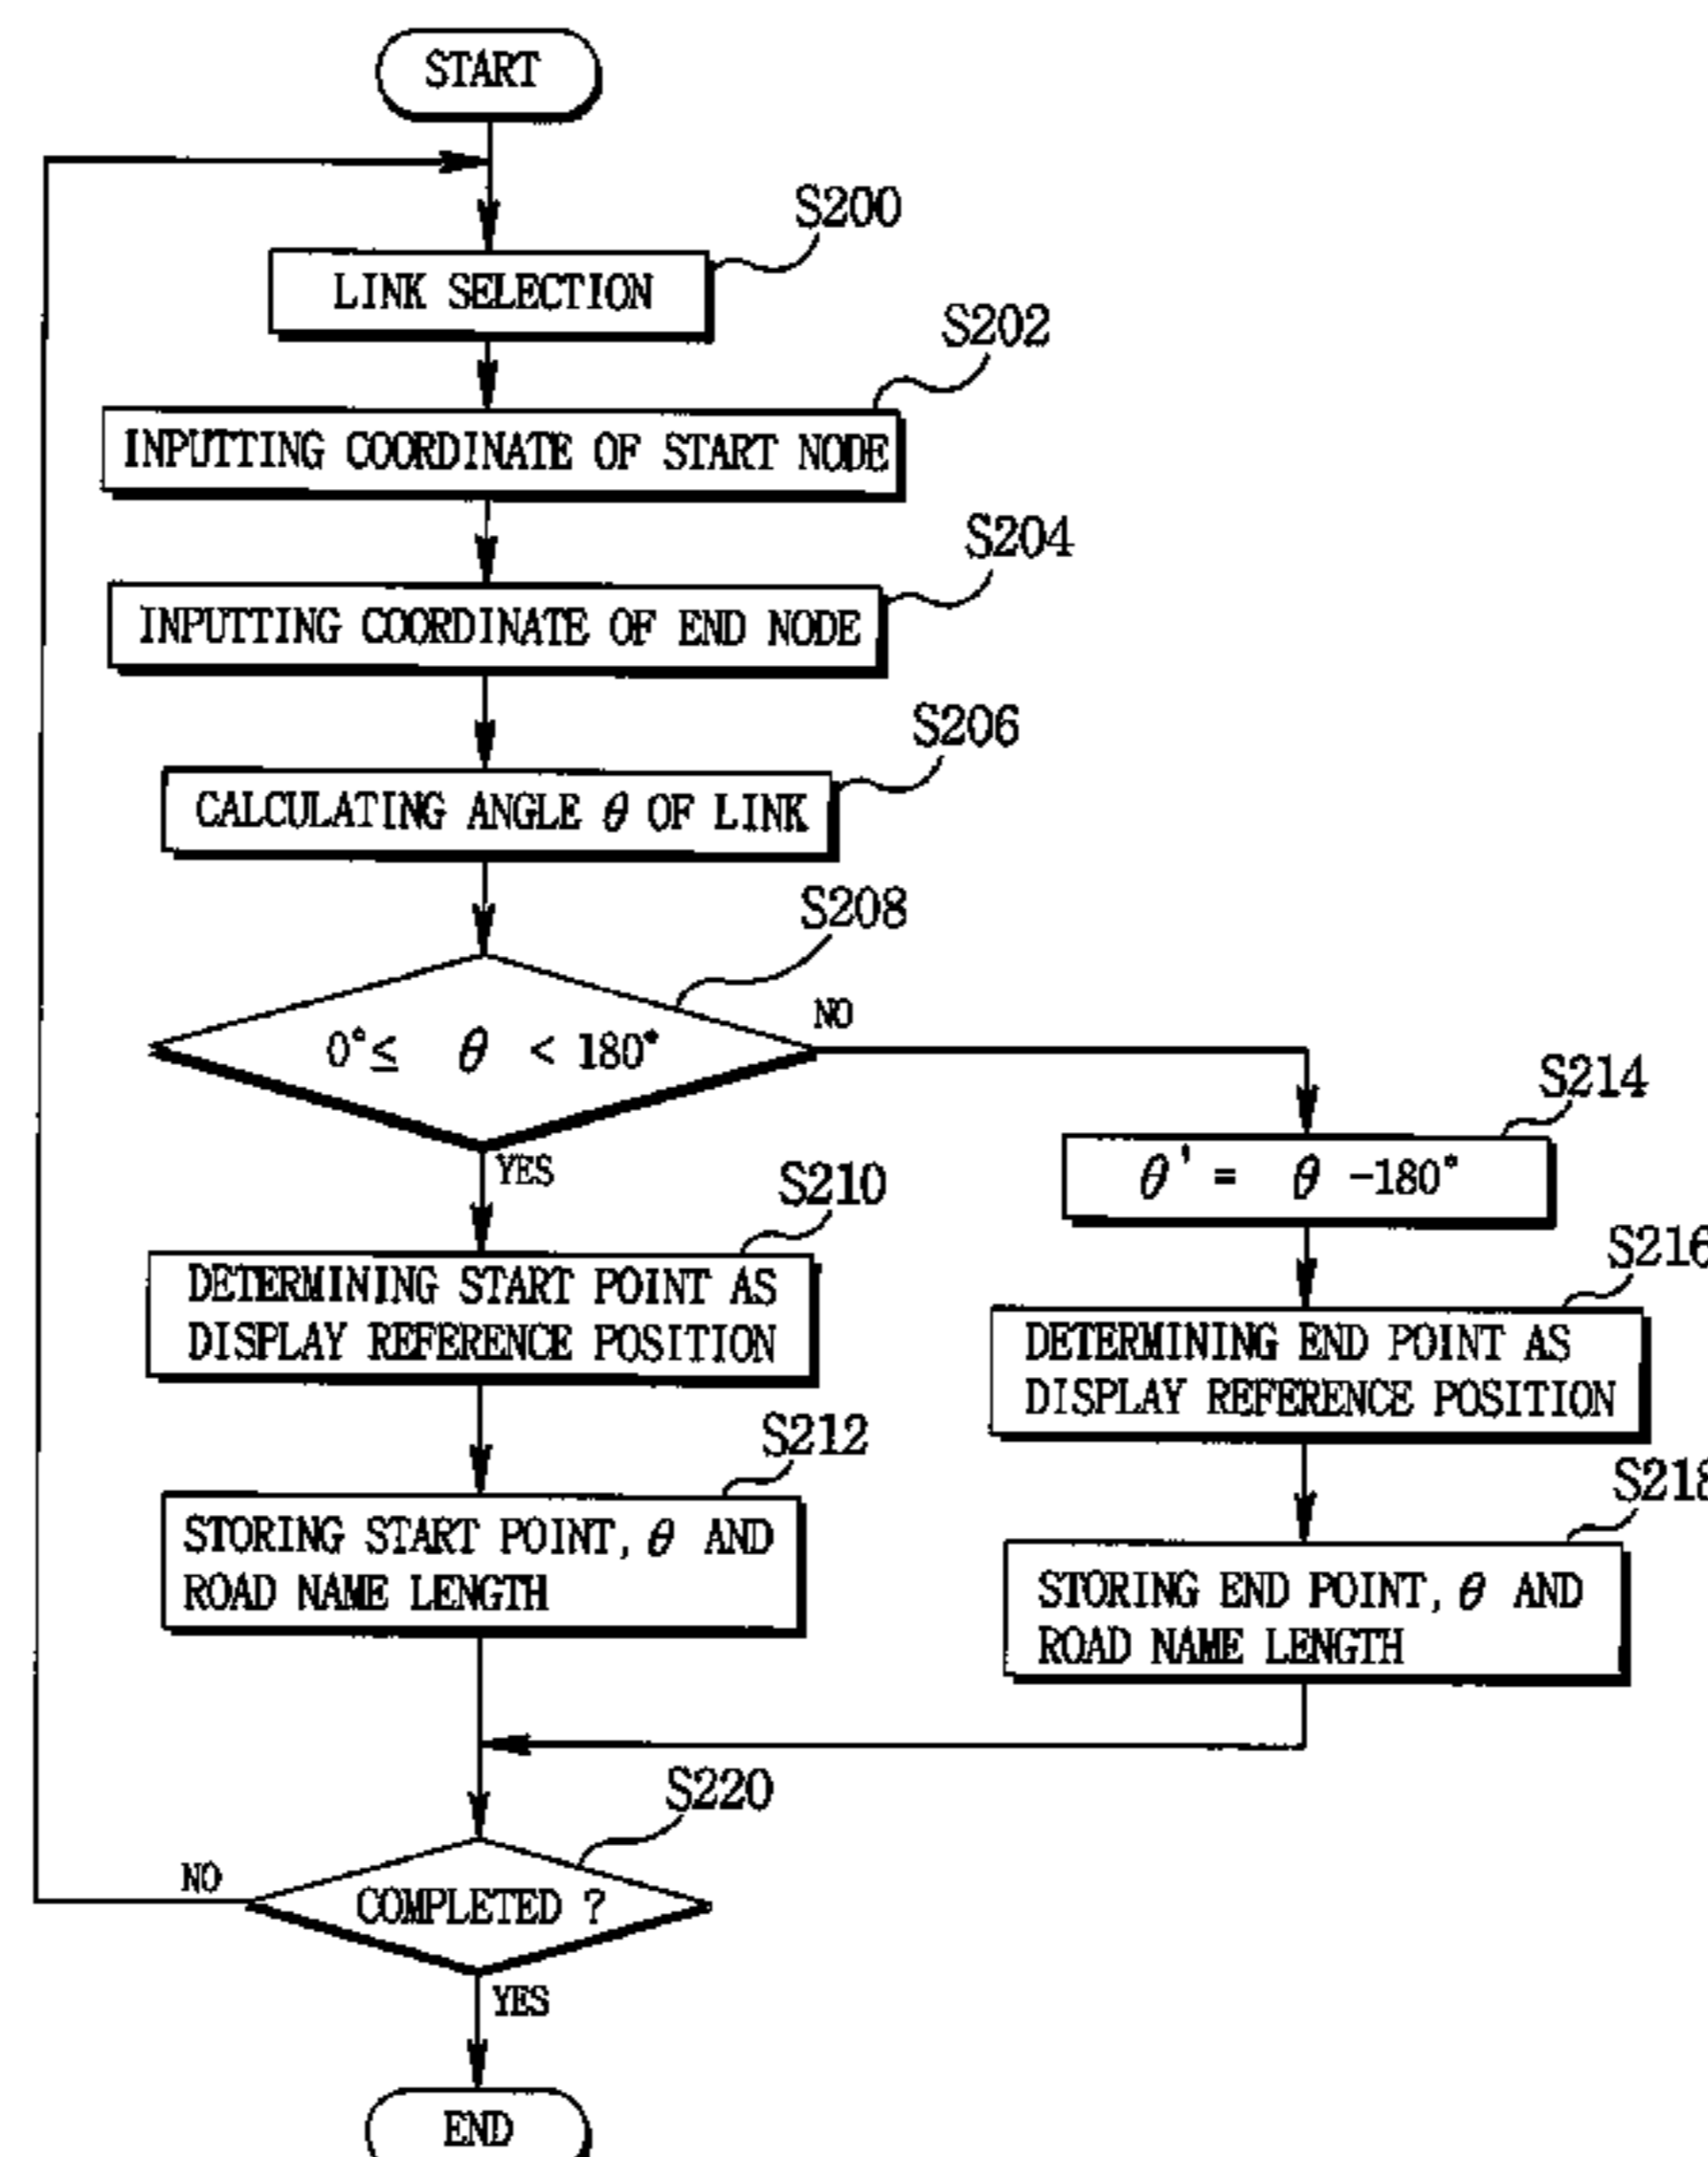 START
S200
LINK SELECTION
S202
INPUTTING COORDINATE OF START NODE
S204
INPUTTING COORDINATE OF END NODE
S206
CALCULATING ANGLE θ OF LINK
S208
0°≤ θ < 180°
NO
YES
S210
DETERMINING START POINT AS
DISPLAY REFERENCE POSITION
S212
STORING START POINT, θ AND
ROAD NAME LENGTH
S214
θ' = θ -180°
S216
DETERMINING END POINT AS
DISPLAY REFERENCE POSITION
S218
STORING END POINT, θ AND
ROAD NAME LENGTH
S220
COMPLETED ?
NO
YES
END